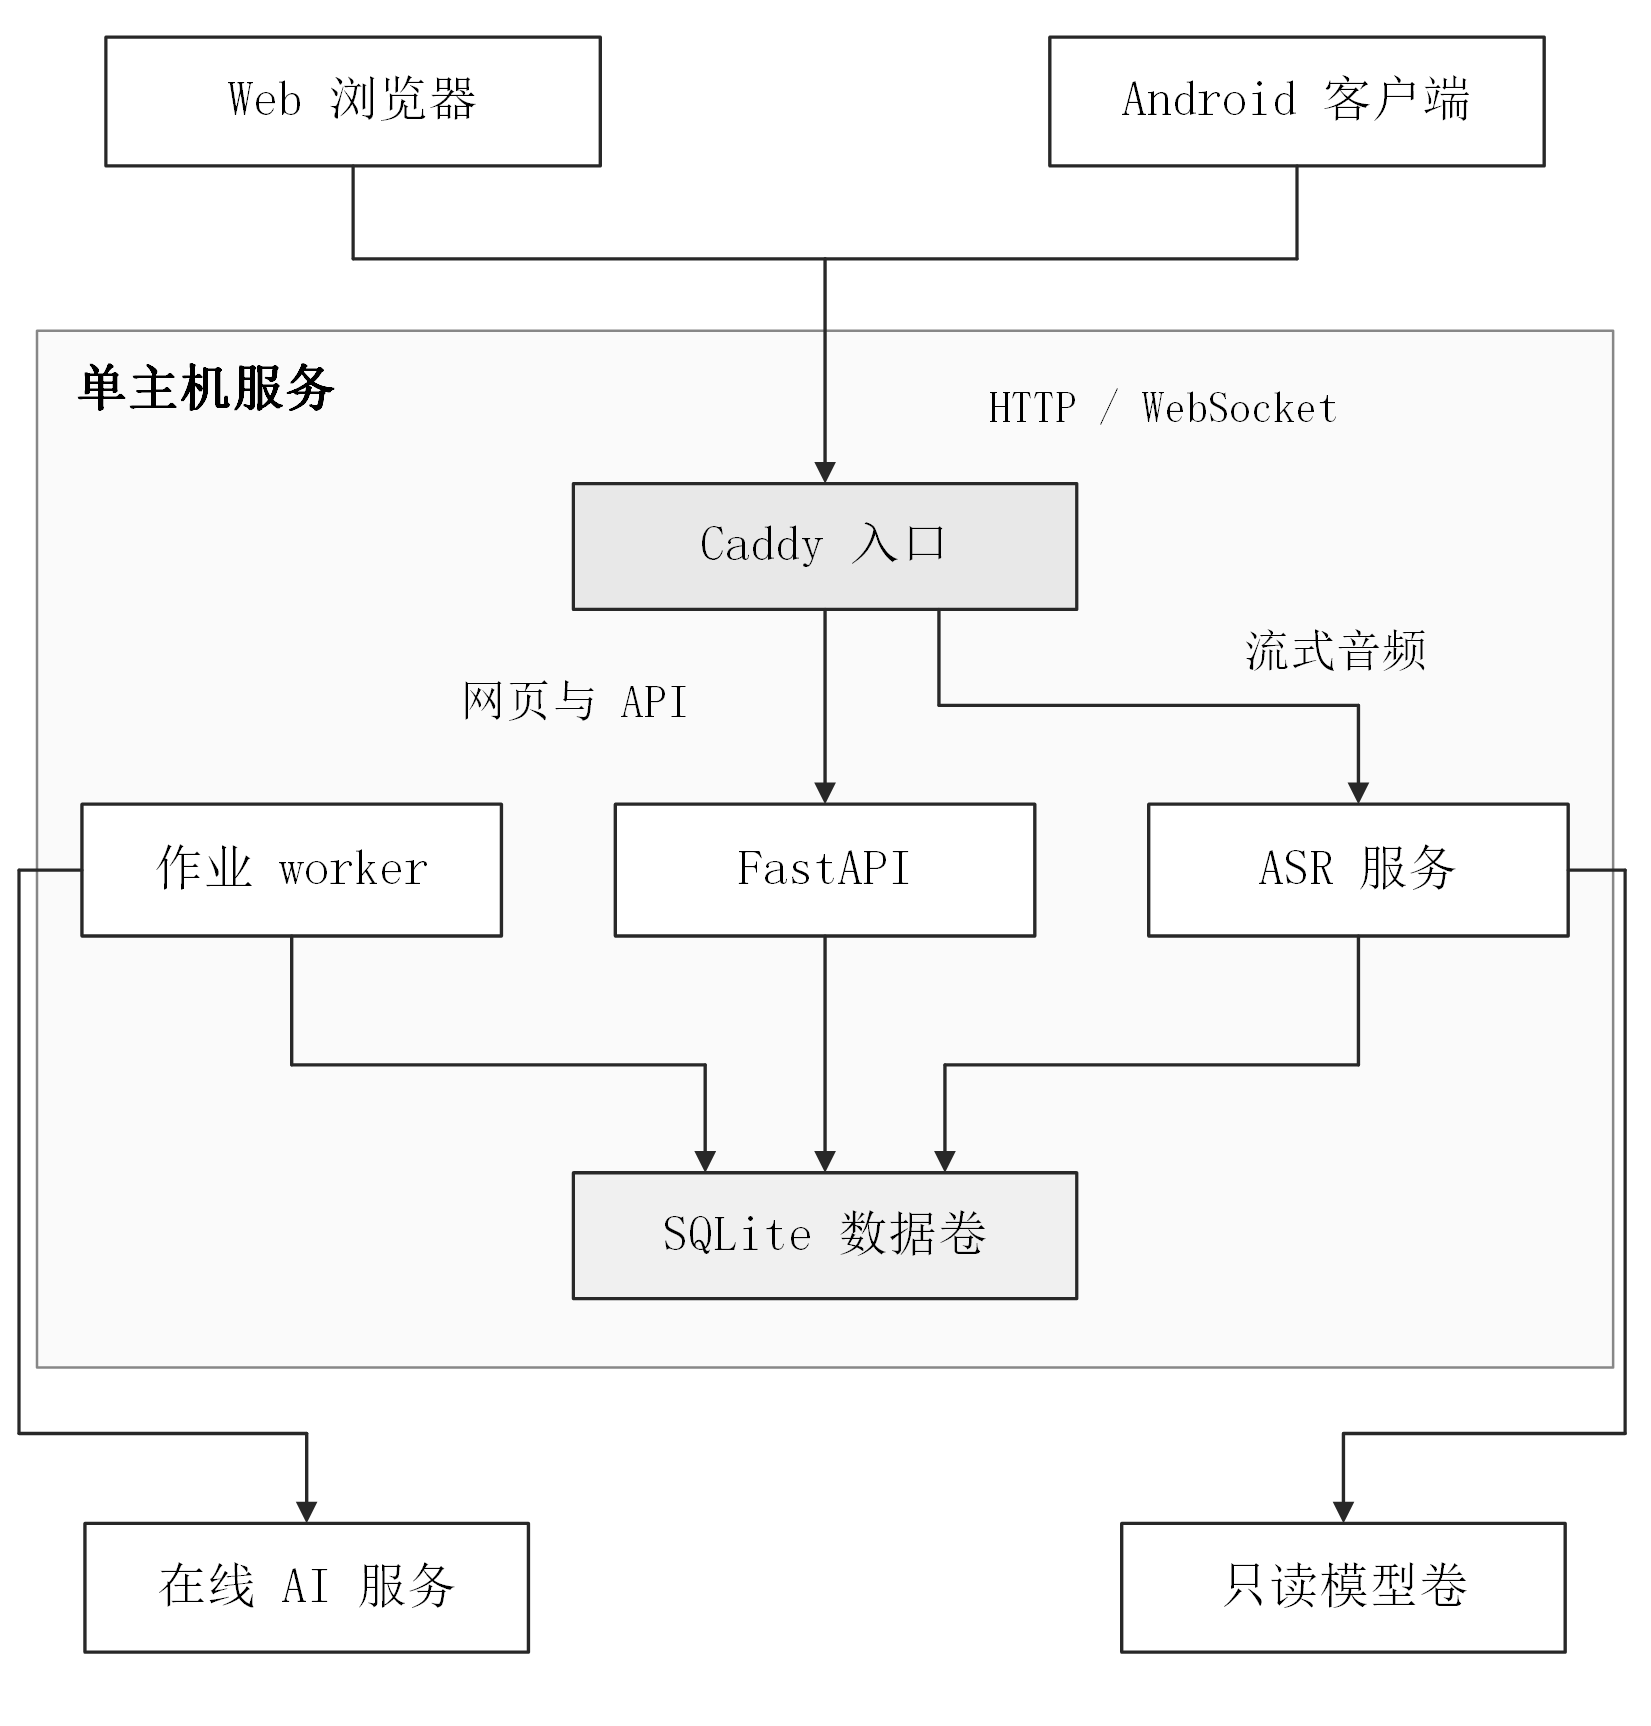 Web 浏览器
Android 客户端
单主机服务
HTTP / WebSocket
Caddy 入口
流式音频
网页与 API
作业 worker
FastAPI
ASR 服务
SQLite 数据卷
在线 AI 服务
只读模型卷